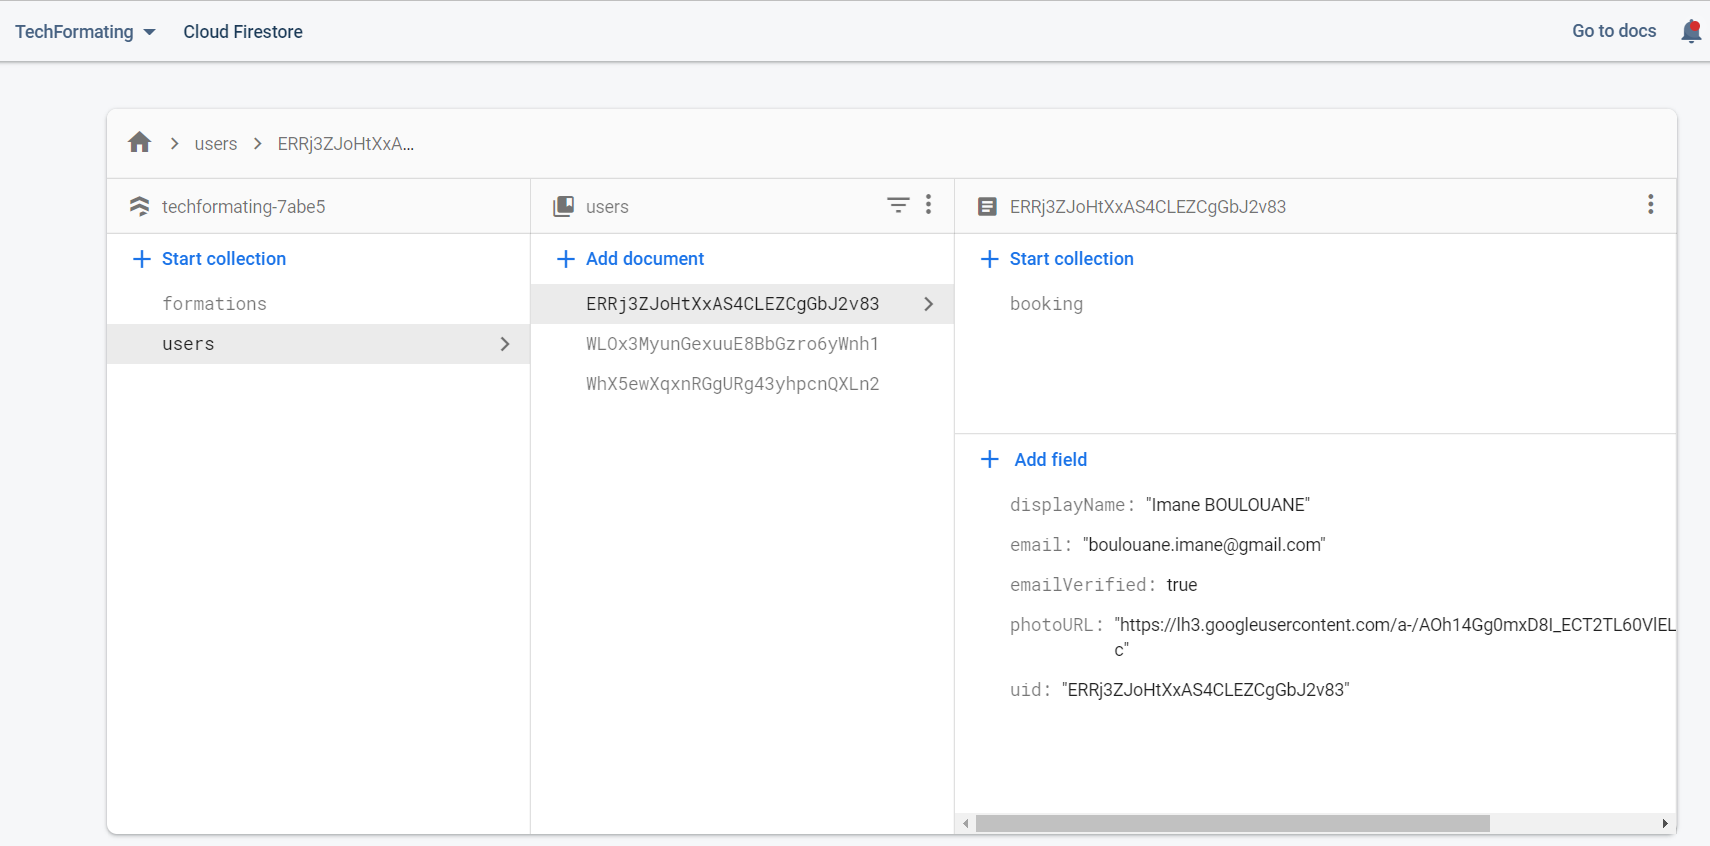 TechFormating Cloud Firestore Go to docs
users ERRj3ZJoHtXxA...
techformating-7abe5
Start collection
formations
users
users
Add document
ERRj3ZJoHtXxAS4CLEZCgGbJ2v83
WLOx3MyunGexuuE8BbGzro6yWnh1
WhX5ewXqxnRGgURg43yhpcnQXLn2
ERRj3ZJoHtXxAS4CLEZCgGbJ2v83
Start collection
booking
Add field
displayName: "Imane BOULOUANE"
email: "boulouane.imane@gmail.com"
emailVerified: true
photoURL: "https://lh3.googleusercontent.com/a-/AOh14Gg0mxD8I_ECT2TL60VlEL
c"
uid: "ERRj3ZJoHtXxAS4CLEZCgGbJ2v83"